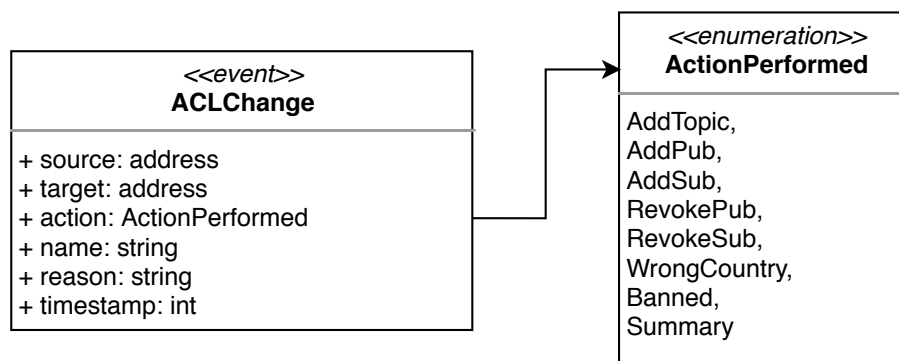 <<event>>
ACLChange
+ source: address
+ target: address
+ action: ActionPerformed
+ name: string
+ reason: string
+ timestamp: int
<<enumeration>>
ActionPerformed
AddTopic,
AddPub,
AddSub,
RevokePub,
RevokeSub,
WrongCountry,
Banned,
Summary